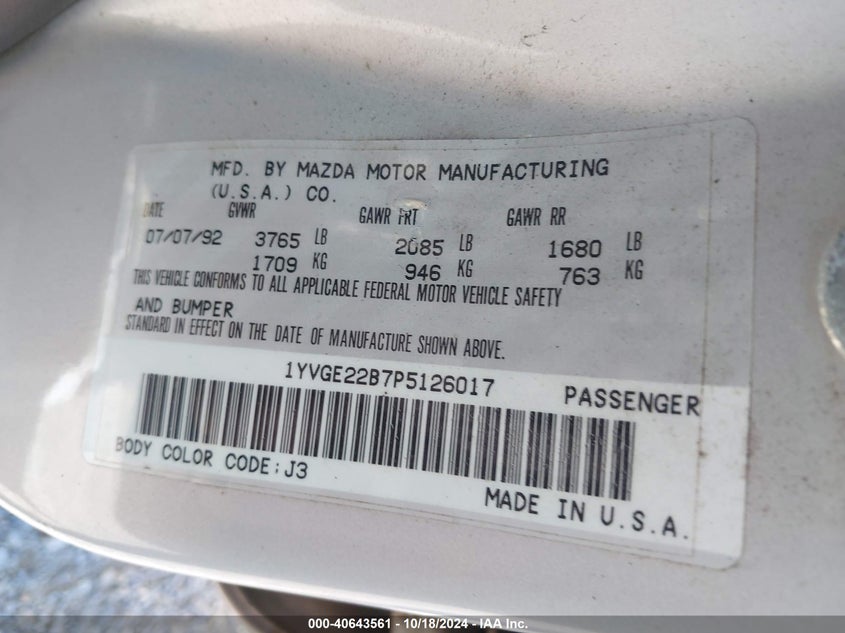 MFD. BY MAZDA MOTOR MANUFACTURING
(U.S.A.) CO.
DATE GVWR GAWR FRT GAWR RR
07/07/92 3765 LB 2085 LB 1680 LB
1709 KG 946 KG 763 KG
THIS VEHICLE CONFORMS TO ALL APPLICABLE FEDERAL MOTOR VEHICLE SAFETY
AND BUMPER
STANDARD IN EFFECT ON THE DATE OF MANUFACTURE SHOWN ABOVE.
1YVGE22B7P5126017 PASSENGER
BODY COLOR CODE:J3
MADE IN U.S.A.
000-40643561 - 10/18/2024 - IAA Inc.